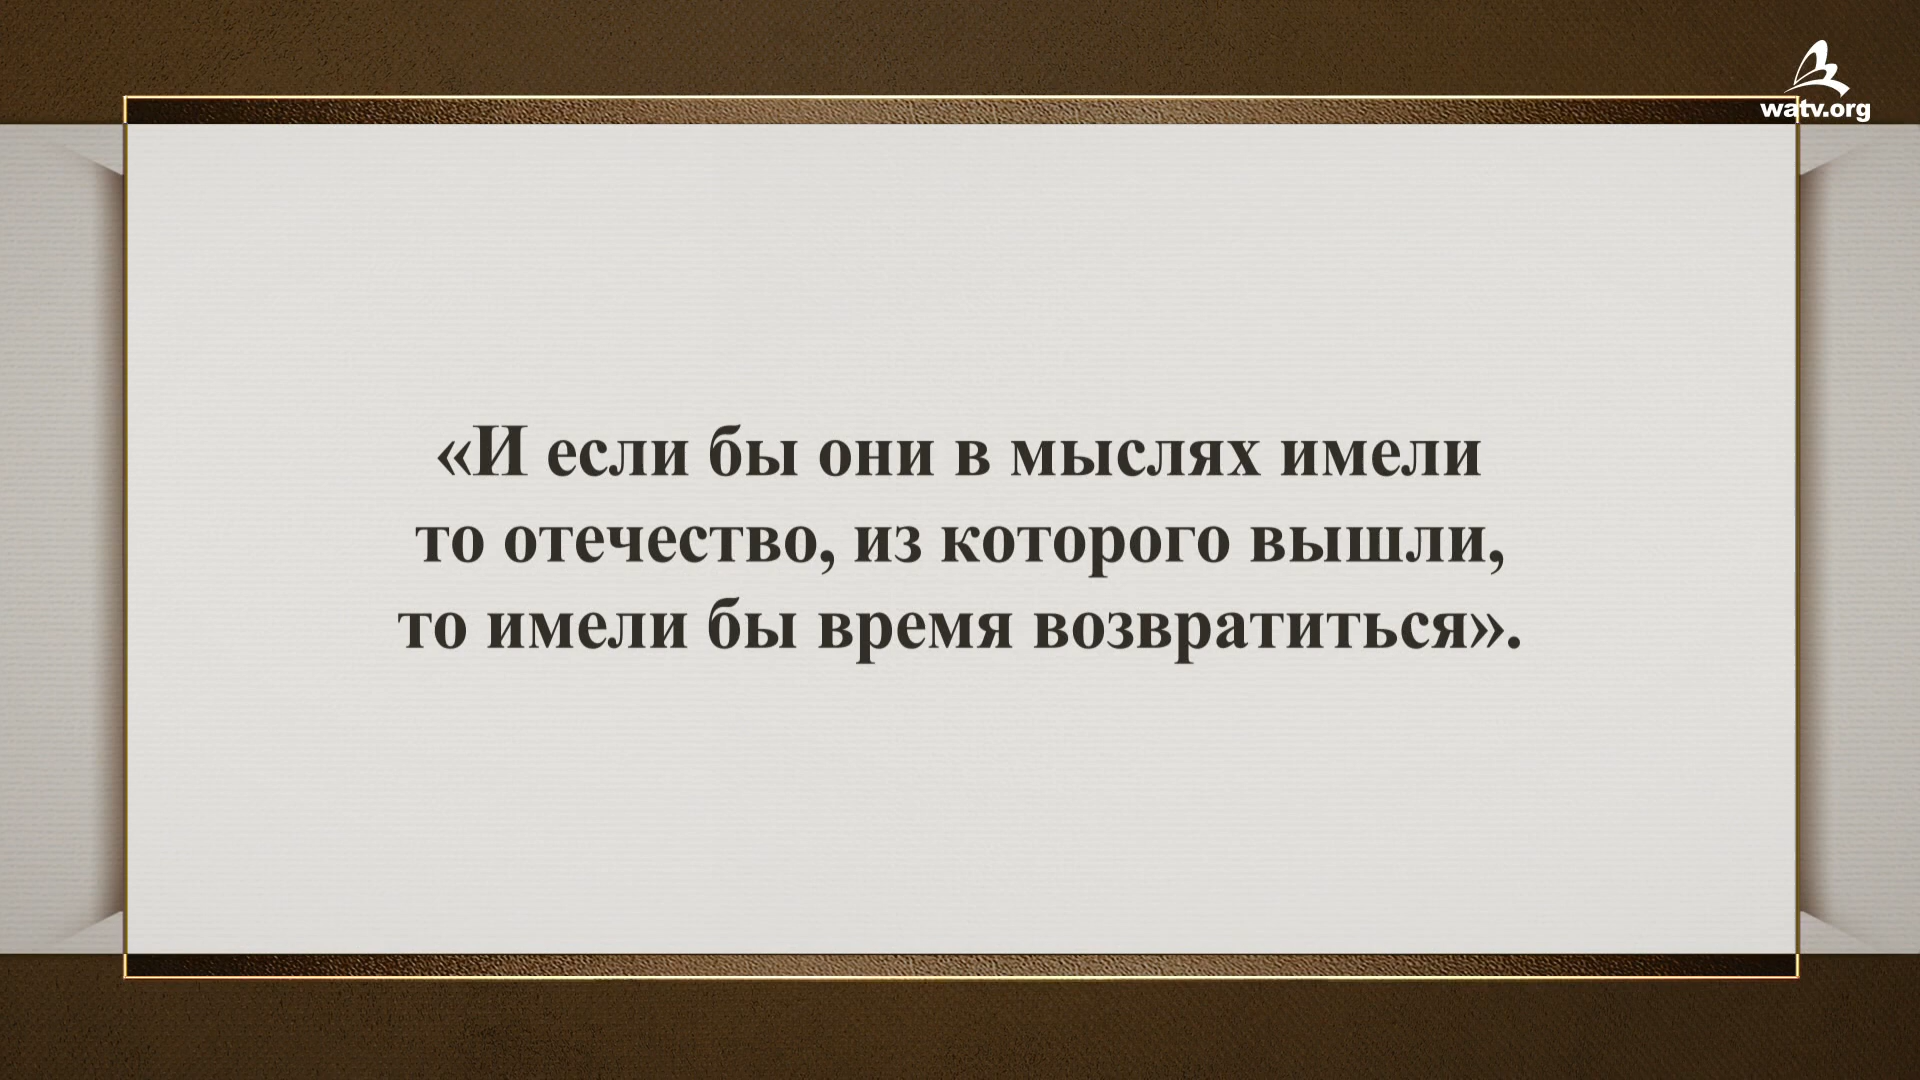 watv.org
«И если бы они в мыслях имели
то отечество, из которого вышли,
то имели бы время возвратиться».